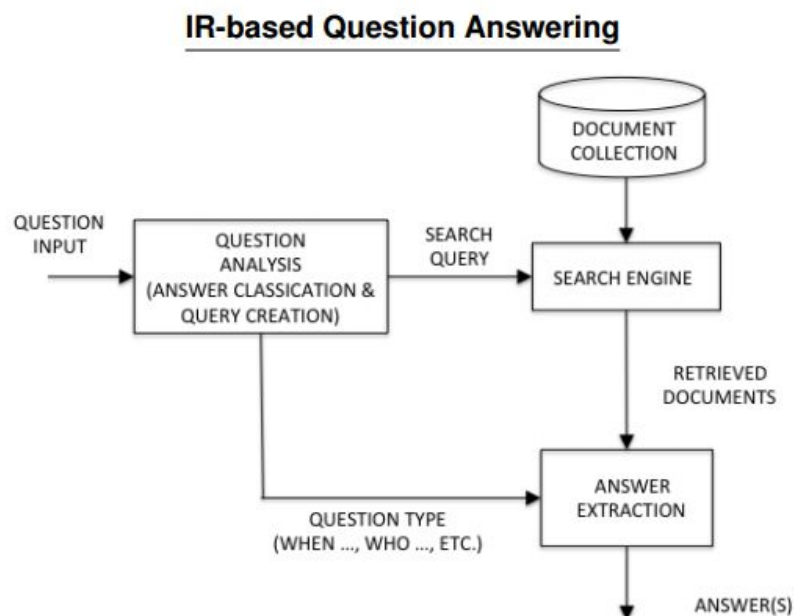 IR-based Question Answering
DOCUMENT
COLLECTION
QUESTION
INPUT
QUESTION
ANALYSIS
(ANSWER CLASSICATION &
QUERY CREATION)
SEARCH
QUERY
SEARCH ENGINE
RETRIEVED
DOCUMENTS
ANSWER
EXTRACTION
QUESTION TYPE
(WHEN ..., WHO ..., ETC.)
ANSWER(S)